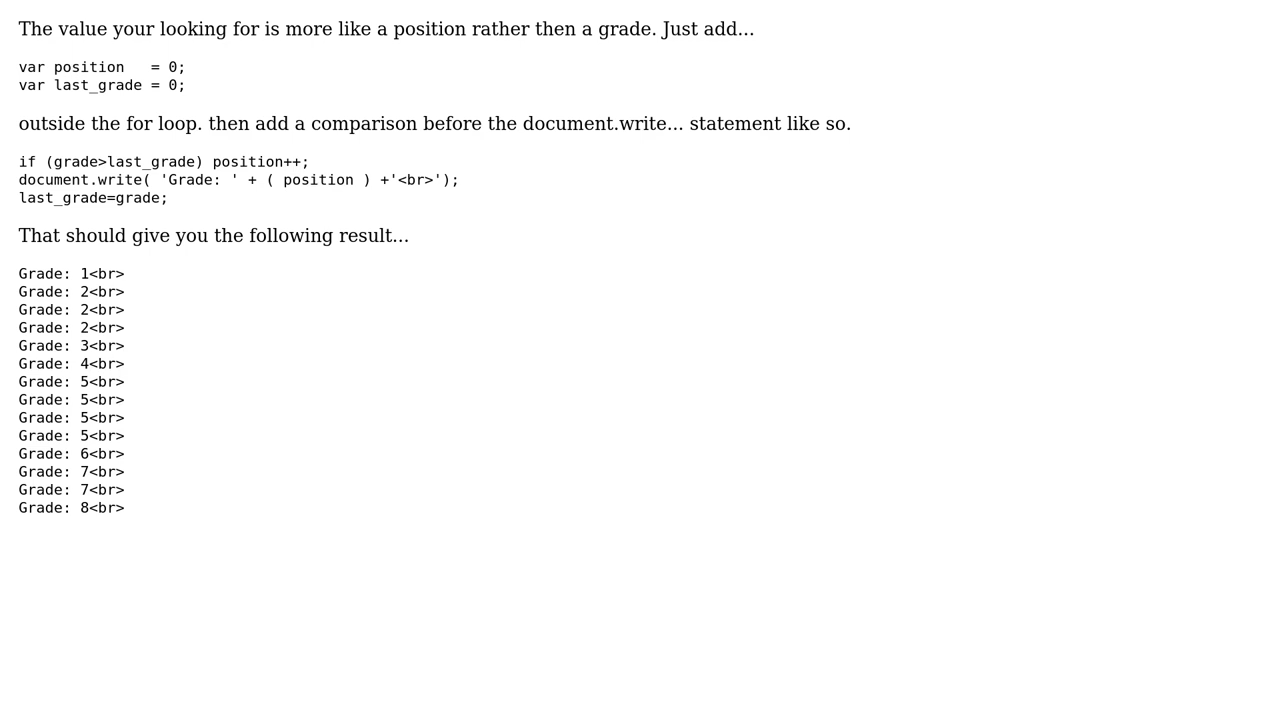 The value your looking for is more like a position rather then a grade. Just add...
var position   = 0;
var last_grade = 0;
outside the for loop. then add a comparison before the document.write... statement like so.
if (grade>last_grade) position++;
document.write( 'Grade: ' + ( position ) +'<br>');
last_grade=grade;
That should give you the following result...
Grade: 1<br>
Grade: 2<br>
Grade: 2<br>
Grade: 2<br>
Grade: 3<br>
Grade: 4<br>
Grade: 5<br>
Grade: 5<br>
Grade: 5<br>
Grade: 5<br>
Grade: 6<br>
Grade: 7<br>
Grade: 7<br>
Grade: 8<br>